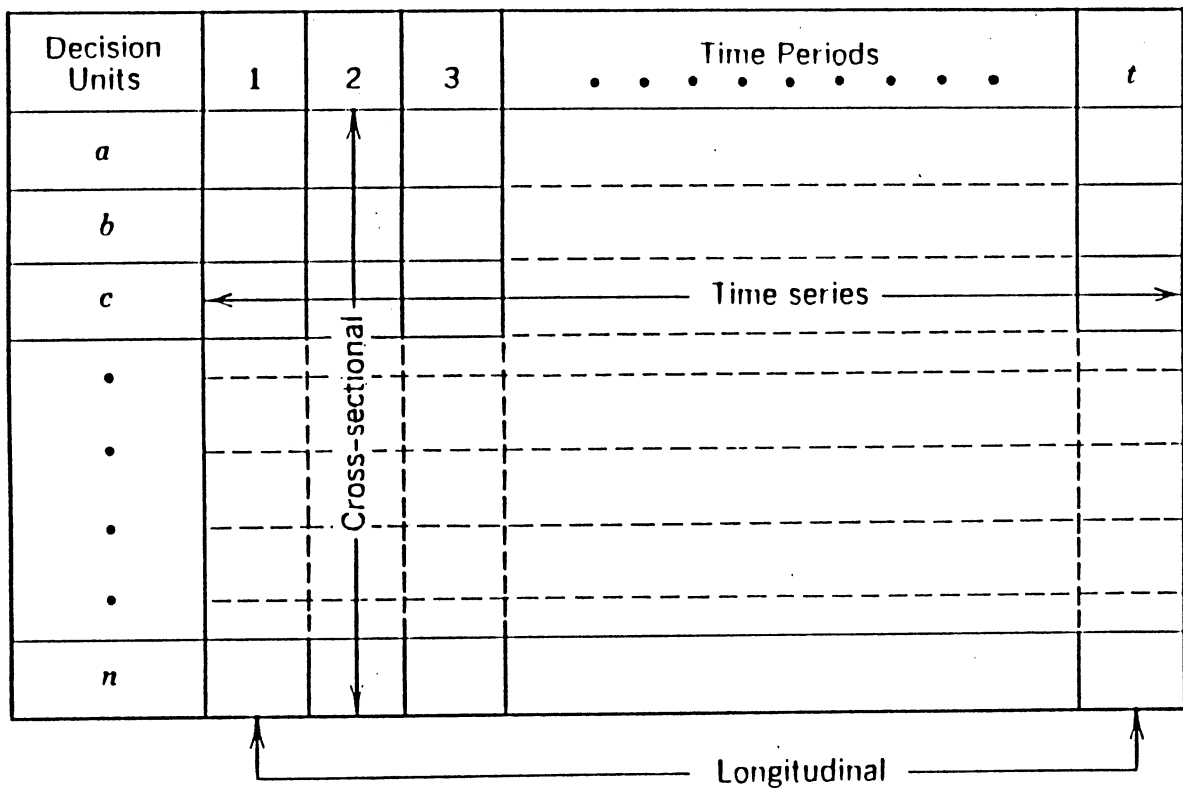 Decision
Units
1
2
3
Time Periods
• • • • • • • • •
t
a
b
c
Time series
Cross-sectional
•
•
•
•
n
Longitudinal